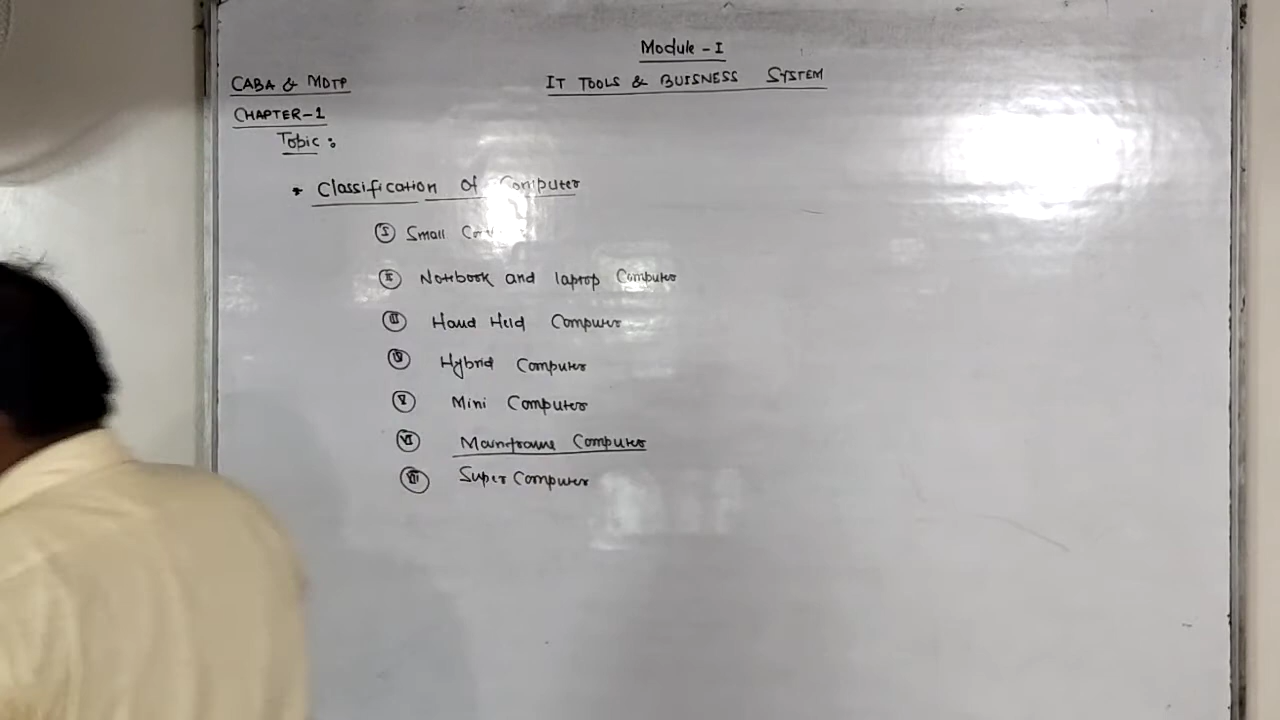 Module - I
CABA & MDTP
IT TOOLS & BUISNESS SYSTEM
CHAPTER-1
Topic :
* Classification of Computer
I Small
II Notebook and laptop Computer
III Hand Held Computer
IV Hybrid Computer
V Mini Computer
VI Mainframe Computer
VII Super Computer